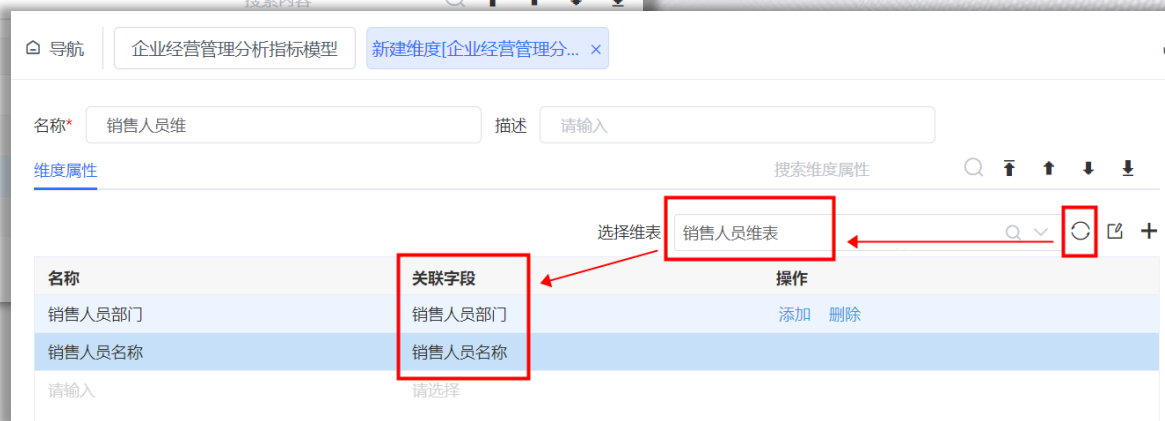 搜索内容
导航 企业经营管理分析指标模型 新建维度[企业经营管理分... ×
名称* 销售人员维 描述 请输入
维度属性 搜索维度属性
选择维表 销售人员维表
名称 关联字段 操作
销售人员部门 销售人员部门 添加 删除
销售人员名称 销售人员名称
请输入 请选择